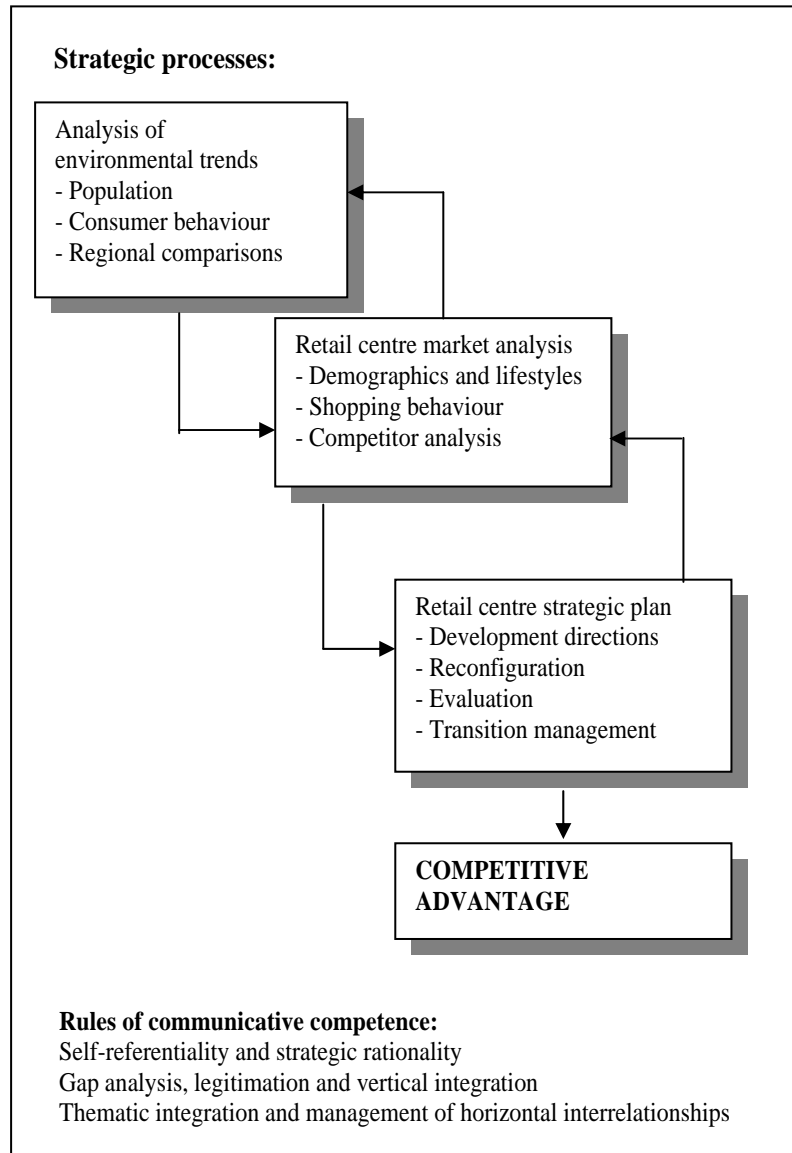 Strategic processes:
Analysis of
environmental trends
- Population
- Consumer behaviour
- Regional comparisons
Retail centre market analysis
- Demographics and lifestyles
- Shopping behaviour
- Competitor analysis
Retail centre strategic plan
- Development directions
- Reconfiguration
- Evaluation
- Transition management
COMPETITIVE
ADVANTAGE
Rules of communicative competence:
Self-referentiality and strategic rationality
Gap analysis, legitimation and vertical integration
Thematic integration and management of horizontal interrelationships